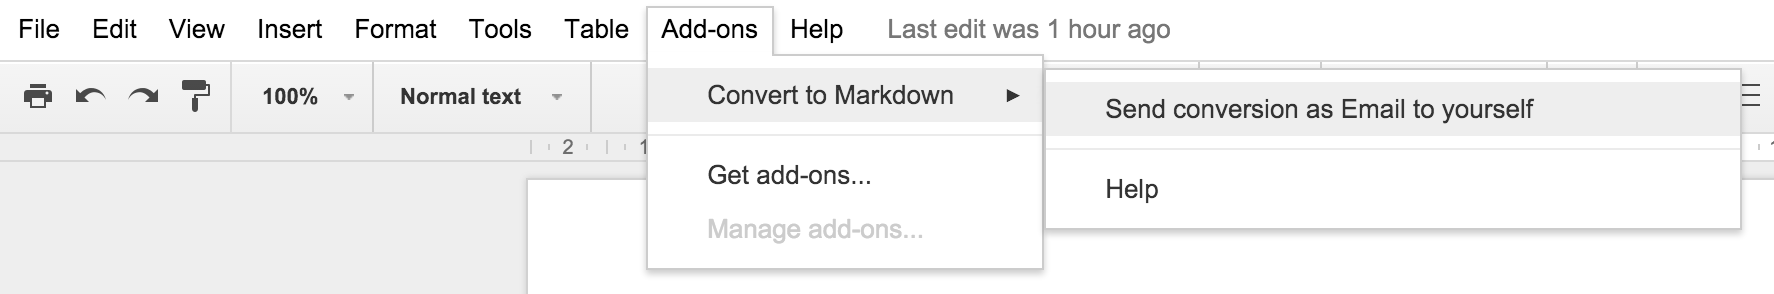 File Edit View Insert Format Tools Table Add-ons Help Last edit was 1 hour ago
100% Normal text
Convert to Markdown ►
Send conversion as Email to yourself
2 1
Get add-ons...
Help
Manage add-ons...